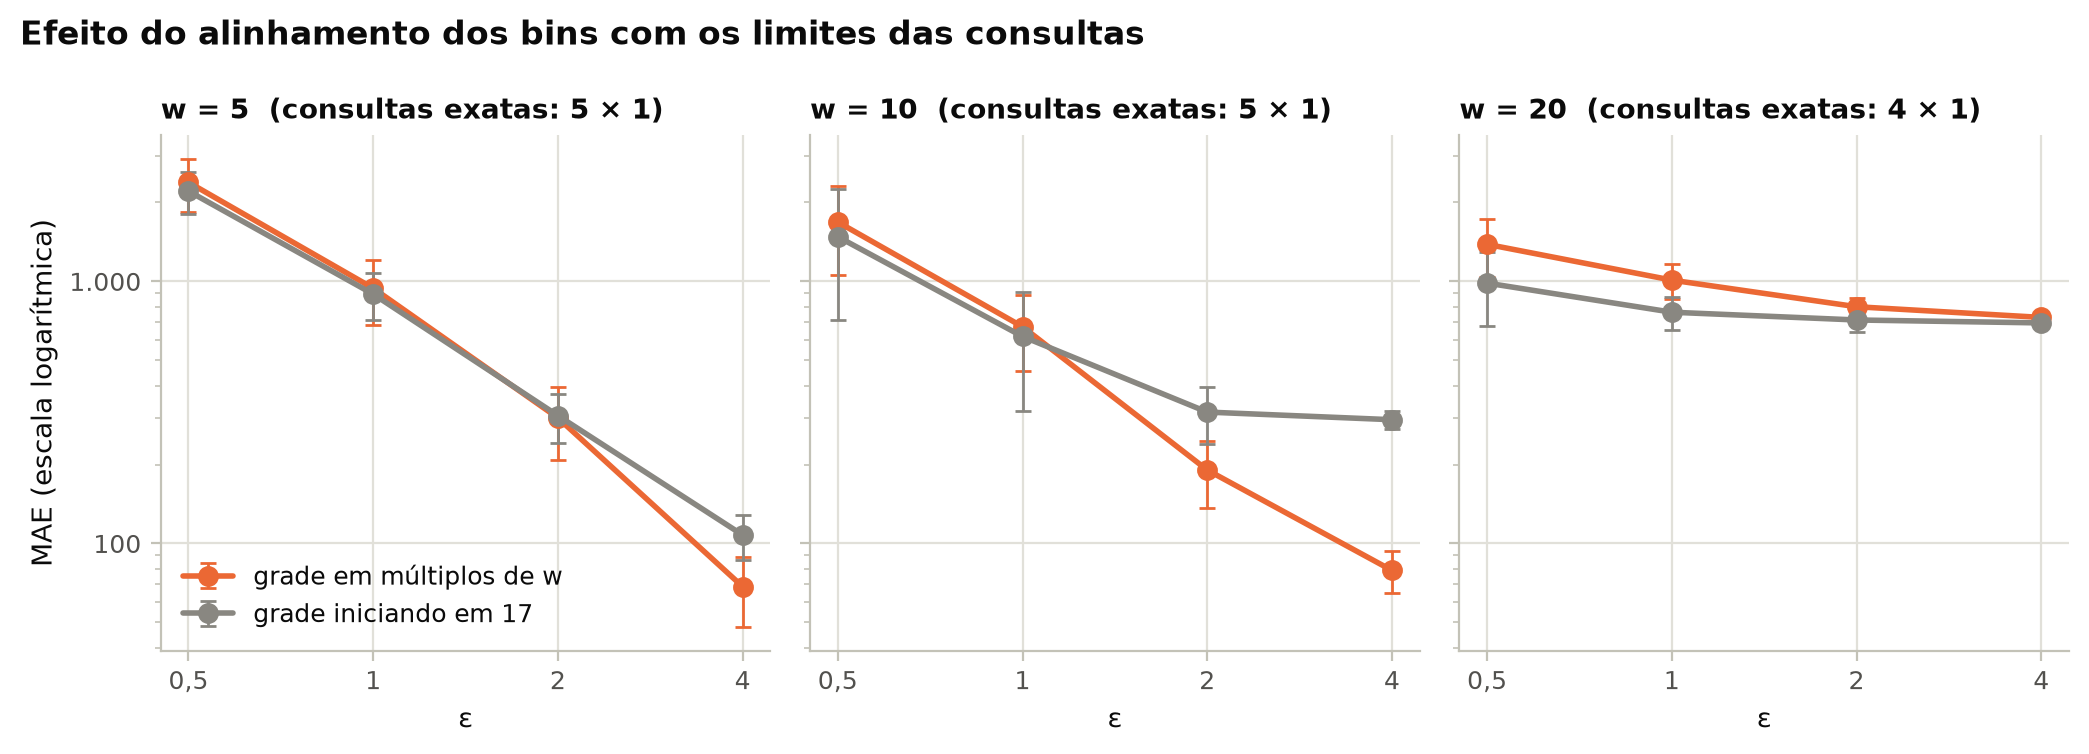 Efeito do alinhamento dos bins com os limites das consultas
w = 5  (consultas exatas: 5 × 1)
w = 10  (consultas exatas: 5 × 1)
w = 20  (consultas exatas: 4 × 1)
MAE (escala logarítmica)
1.000
100
grade em múltiplos de w
grade iniciando em 17
0,5 1 2 4
0,5 1 2 4
0,5 1 2 4
ε
ε
ε